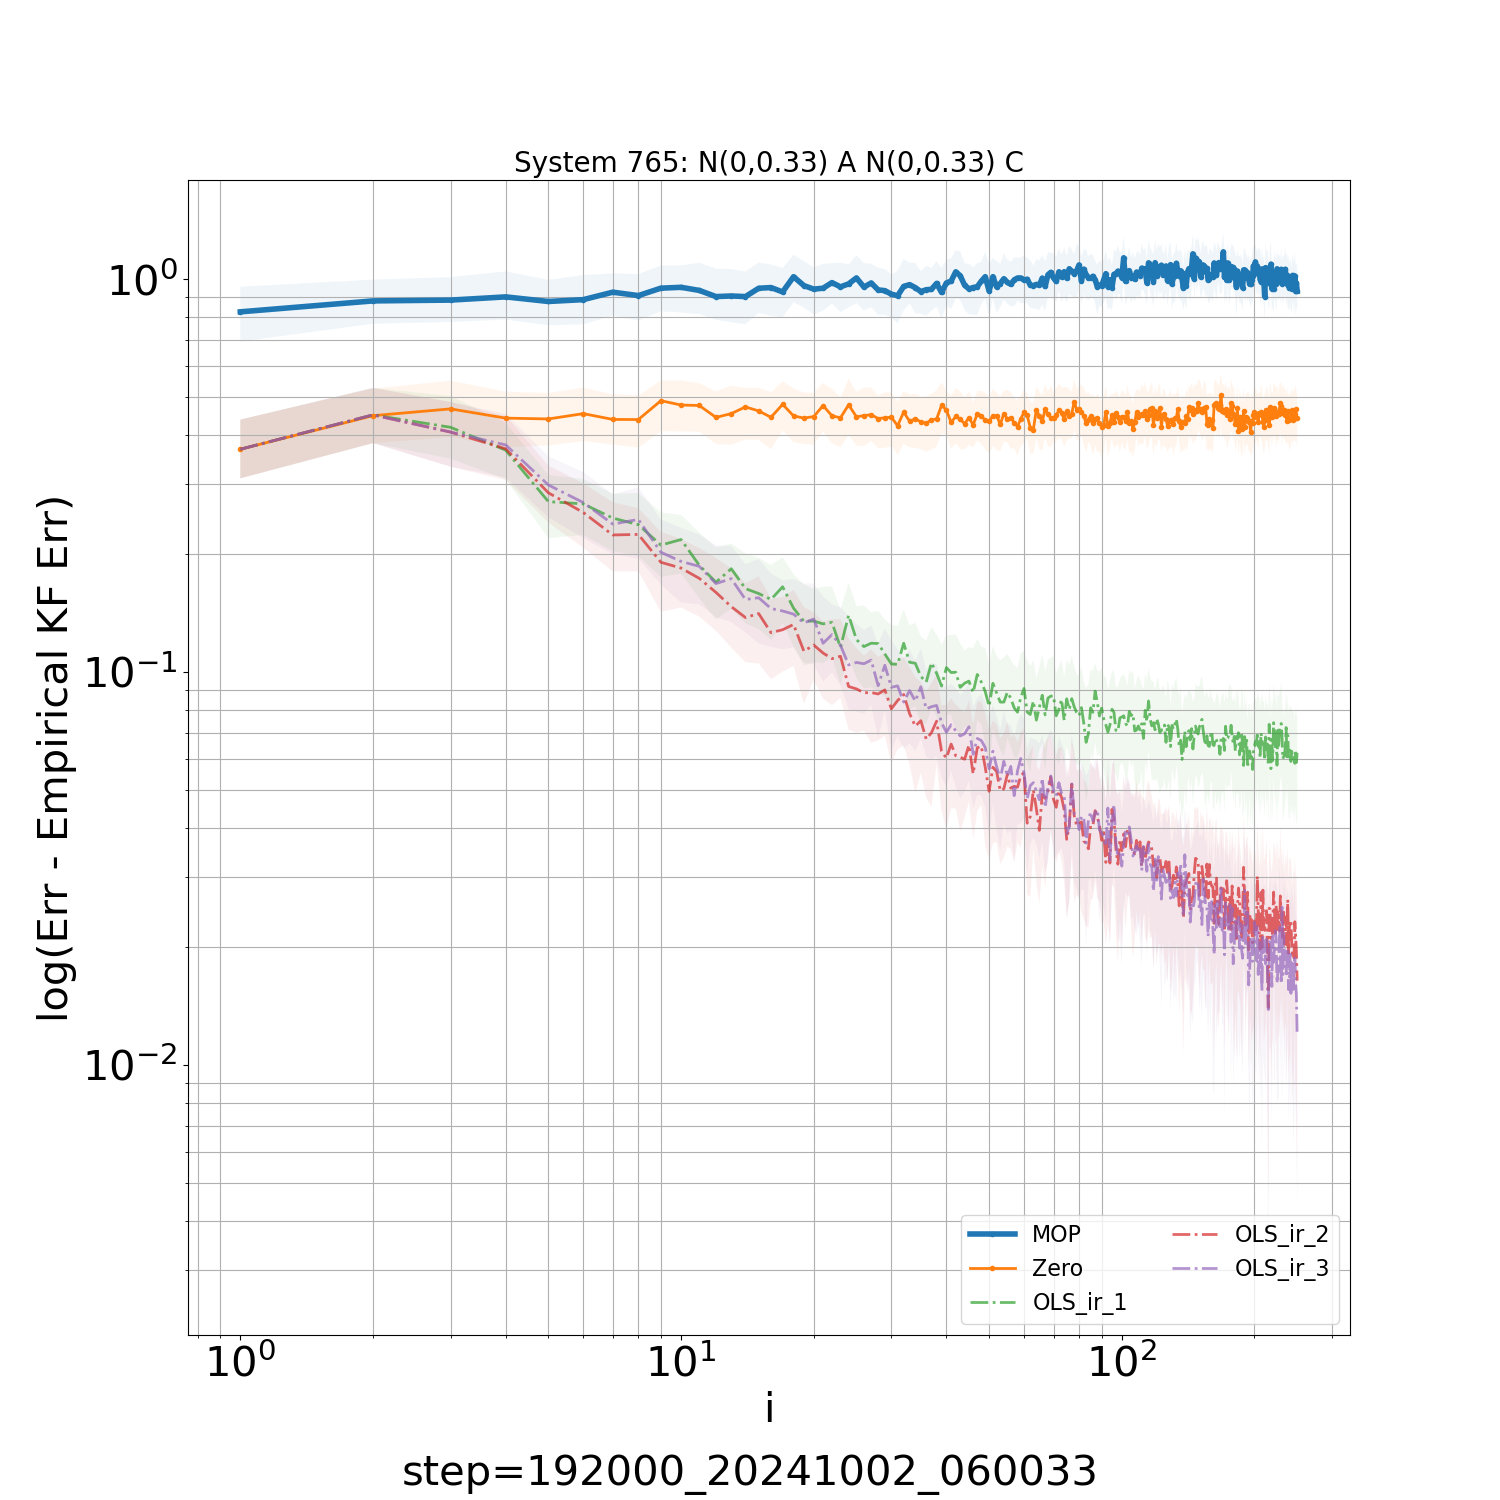 System 765: N(0,0.33) A N(0,0.33) C
log(Err - Empirical KF Err)
10⁰
10⁻¹
10⁻²
10⁰ 10¹ 10²
i
MOP
Zero
OLS_ir_1
OLS_ir_2
OLS_ir_3
step=192000_20241002_060033